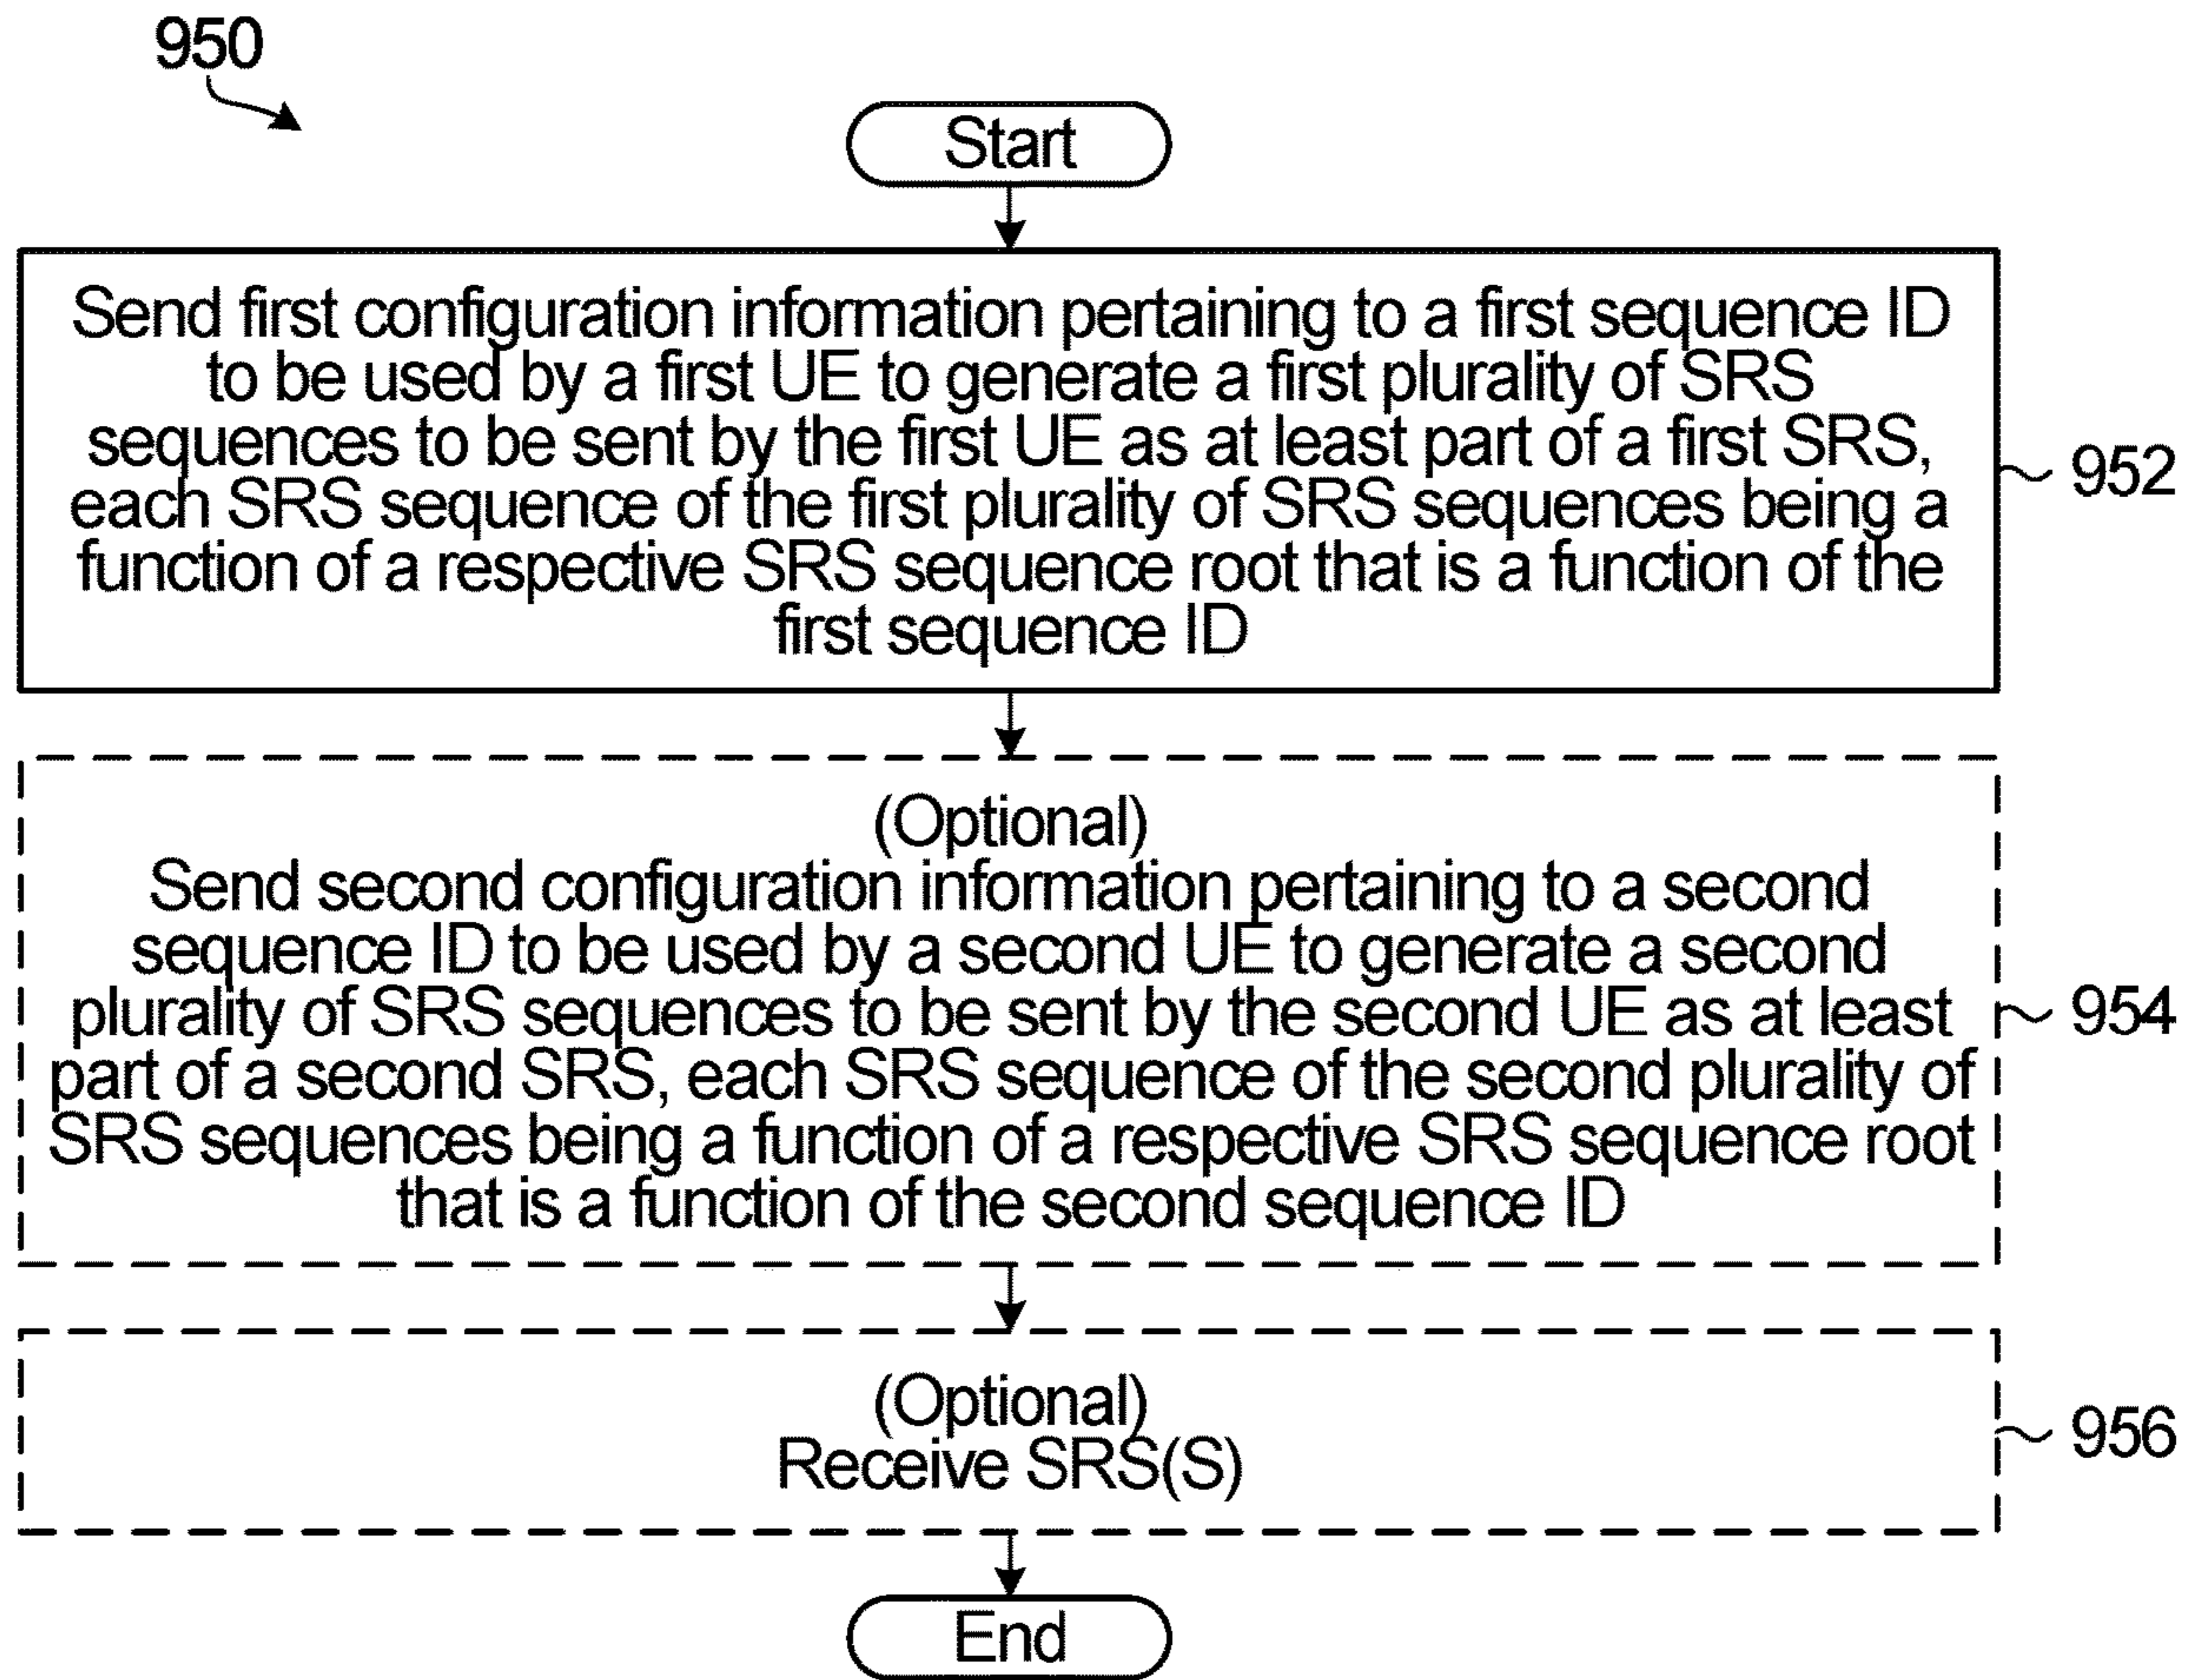 950
Start
Send first configuration information pertaining to a first sequence ID
to be used by a first UE to generate a first plurality of SRS
sequences to be sent by the first UE as at least part of a first SRS,
each SRS sequence of the first plurality of SRS sequences being a
function of a respective SRS sequence root that is a function of the
first sequence ID
952
(Optional)
Send second configuration information pertaining to a second
sequence ID to be used by a second UE to generate a second
plurality of SRS sequences to be sent by the second UE as at least
part of a second SRS, each SRS sequence of the second plurality of
SRS sequences being a function of a respective SRS sequence root
that is a function of the second sequence ID
954
(Optional)
Receive SRS(S)
956
End